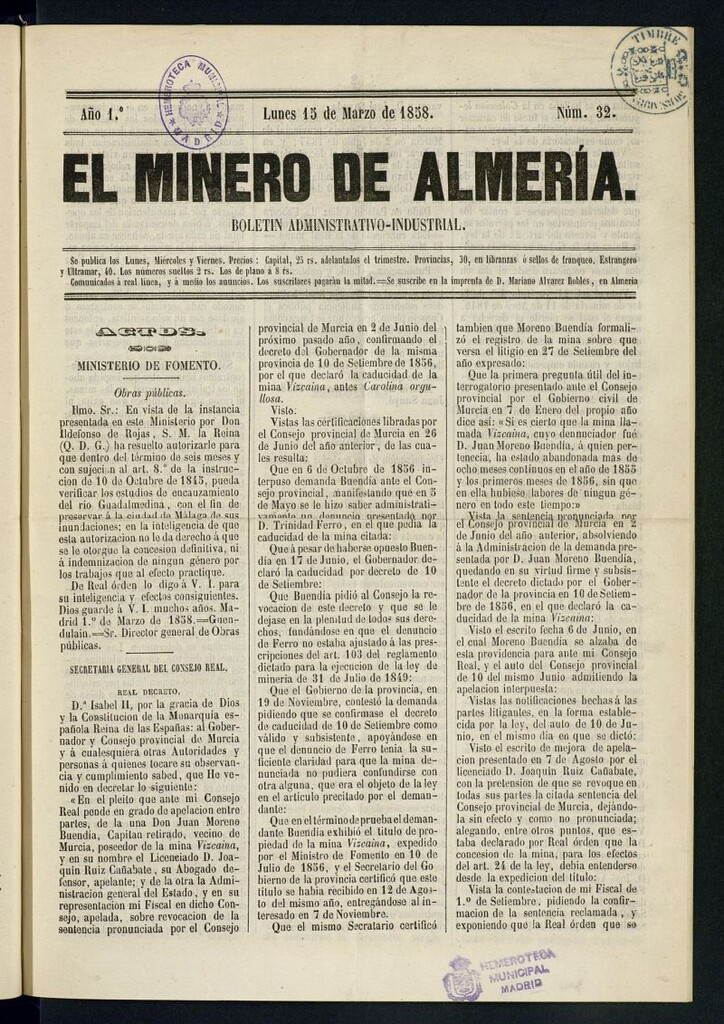 HEMEROTECA MUNICIPAL
MADRID
TIMBRE
Año 1.º Lunes 15 de Marzo de 1858. Núm. 32.
EL MINERO DE ALMERÍA.
BOLETIN ADMINISTRATIVO-INDUSTRIAL.
Se publica los Lunes, Miércoles y Viernes. Precios: Capital, 25 rs. adelantados el trimestre. Provincias, 30, en libranzas ó sellos de franqueo, Estrangero
y Ultramar, 40. Los números sueltos 2 rs. Los de plano á 8 rs.
Comunicados á real línea, y á medio los anuncios. Los suscritores pagarán la mitad.=Se suscribe en la imprenta de D. Mariano Alvarez Robles, en Almería
ACTOS.
MINISTERIO DE FOMENTO.
Obras públicas.
Ilmo. Sr.: En vista de la instancia
presentada en este Ministerio por Don
Ildefonso de Rojas, S. M. la Reina
(Q. D. G.) ha resuelto autorizarle para
que dentro del término de seis meses y
con sujecion al art. 8.º de la instruc-
cion de 10 de Octubre de 1845, pueda
verificar los estudios de encauzamiento
del rio Guadalmedina, con el fin de
preservar á la ciudad de Málaga de sus
inundaciones; en la inteligencia de que
esta autorizacion no le da derecho á que
se le otorgue la concesion definitiva, ni
á indemnizacion de ningun género por
los trabajos que al efecto practique.
De Real órden lo digo á V. I. para
su inteligencia y efectos consiguientes.
Dios guarde á V. I. muchos años. Ma-
drid 1.º de Marzo de 1858.=Guen-
dulain.=Sr. Director general de Obras
públicas.
SECRETARIA GENERAL DEL CONSEJO REAL.
REAL DECRETO.
D.ª Isabel II, por la gracia de Dios
y la Constitucion de la Monarquía es-
pañola Reina de las Españas: al Gober-
nador y Consejo provincial de Murcia
y á cualesquiera otras Autoridades y
personas á quienes tocare su observan-
cia y cumplimiento sabed, que He ve-
nido en decretar lo siguiente:
«En el pleito que ante mi Consejo
Real pende en grado de apelacion entre
partes, de la una Don Juan Moreno
Buendía, Capitan retirado, vecino de
Murcia, poseedor de la mina Vizcaina,
y en su nombre el Licenciado D. Joa-
quin Ruiz Cañabate, su Abogado de-
fensor, apelante; y de la otra la Admi-
nistracion general del Estado, y en su
representacion mi Fiscal en dicho Con-
sejo, apelada, sobre revocacion de la
sentencia pronunciada por el Consejo
provincial de Murcia en 2 de Junio del
próximo pasado año, confirmando el
decreto del Gobernador de la misma
provincia de 10 de Setiembre de 1856,
por el que declaró la caducidad de la
mina Vizcaina, antes Carolina orgu-
llosa.
Visto:
Vistas las certificaciones libradas por
el Consejo provincial de Murcia en 26
de Junio del año anterior, de las cua-
les resulta:
Que en 6 de Octubre de 1856 in-
terpuso demanda Buendía ante el Con-
sejo provincial, manifestando que en 5
de Mayo se le hizo saber administrati-
vamente un denuncio presentado por
D. Trinidad Ferro, en el que pedia la
caducidad de la mina citada:
Que á pesar de haberse opuesto Buen-
día en 17 de Junio, el Gobernador de-
claró la caducidad por decreto de 10
de Setiembre:
Que Buendía pidió al Consejo la re-
vocacion de este decreto y que se le
dejase en la plenitud de todos sus dere-
chos, fundándose en que el denuncio
de Ferro no estaba ajustado á las pres-
cripciones del art. 103 del reglamento
dictado para la ejecucion de la ley de
minería de 31 de Julio de 1849:
Que el Gobierno de la provincia, en
19 de Noviembre, contestó la demanda
pidiendo que se confirmase el decreto
de caducidad de 10 de Setiembre como
válido y subsistente, apoyándose en
que el denuncio de Ferro tenia la su-
ficiente claridad para que la mina de-
nunciada no pudiera confundirse con
otra alguna, que era el objeto de la ley
en el artículo precitado por el deman-
dante:
Que en el término de prueba el deman-
dante Buendía exhibió el título de pro-
piedad de la mina Vizcaina, expedido
por el Ministro de Fomento en 10 de
Julio de 1856, y el Secretario del Go
bierno de la provincia certificó que este
título se habia recibido en 12 de Agos-
to del mismo año, entregándose al in-
teresado en 7 de Noviembre.
Que el mismo Secratario certificó
tambien que Moreno Buendía formali-
zó el registro de la mina sobre que
versa el litigio en 27 de Setiembre del
año expresado:
Que la primera pregunta útil del in-
terrogatorio presentado ante el Consejo
provincial por el Gobierno civil de
Murcia en 7 de Enero del propio año
dice asi: «Si es cierto que la mina lla-
mada Vizcaina, cuyo denunciador fué
D. Juan Moreno Buendía, á quien per-
tenencia, ha estado abandonada mas de
ocho meses continuos en el año de 1855
y los primeros meses de 1856, sin que
en ella hubiese labores de ningun gé-
nero en todo este tiempo:»
Vista la sentencia pronunciada por
el Consejo provincial de Murcia en 2
de Junio del año anterior, absolviendo
á la Administracion de la demanda pre-
sentada por D. Juan Moreno Buendía,
quedando en su virtud firme y subsis-
tente el decreto dictado por el Gober-
nador de la provincia en 10 de Setiem-
bre de 1856, en el que declaró la ca-
ducidad de la mina Vizcaina:
Visto el escrito fecha 6 de Junio, en
el cual Moreno Buendía se alzaba de
esta providencia para ante mi Consejo
Real, y el auto del Consejo provincial
de 10 del mismo Junio admitiendo la
apelacion interpuesta:
Vistas las notificaciones hechas á las
partes litigantes, en la forma estableci-
da por la ley, del auto de 10 de Ju-
nio, en el mismo dia en que se dictó:
Visto el escrito de mejora de apela-
cion presentado en 7 de Agosto por el
licenciado D. Joaquin Ruiz Cañabate,
con la pretension de que se revoque en
todas sus partes la citada sentencia del
Consejo provincial de Murcia, dejándo-
la sin efecto y como no pronunciada;
alegando, entre otros puntos, que es-
taba declarado por Real órden que la
concesion de la mina, para los efectos
del art. 24 de la ley, debia entenderse
desde la expedicion del título:
Vista la contestacion de mi Fiscal de
1.º de Setiembre, pidiendo la confir-
macion de la sentencia reclamada, y
exponiendo que la Real órden que se
HEMEROTECA
MUNICIPAL
MADRID